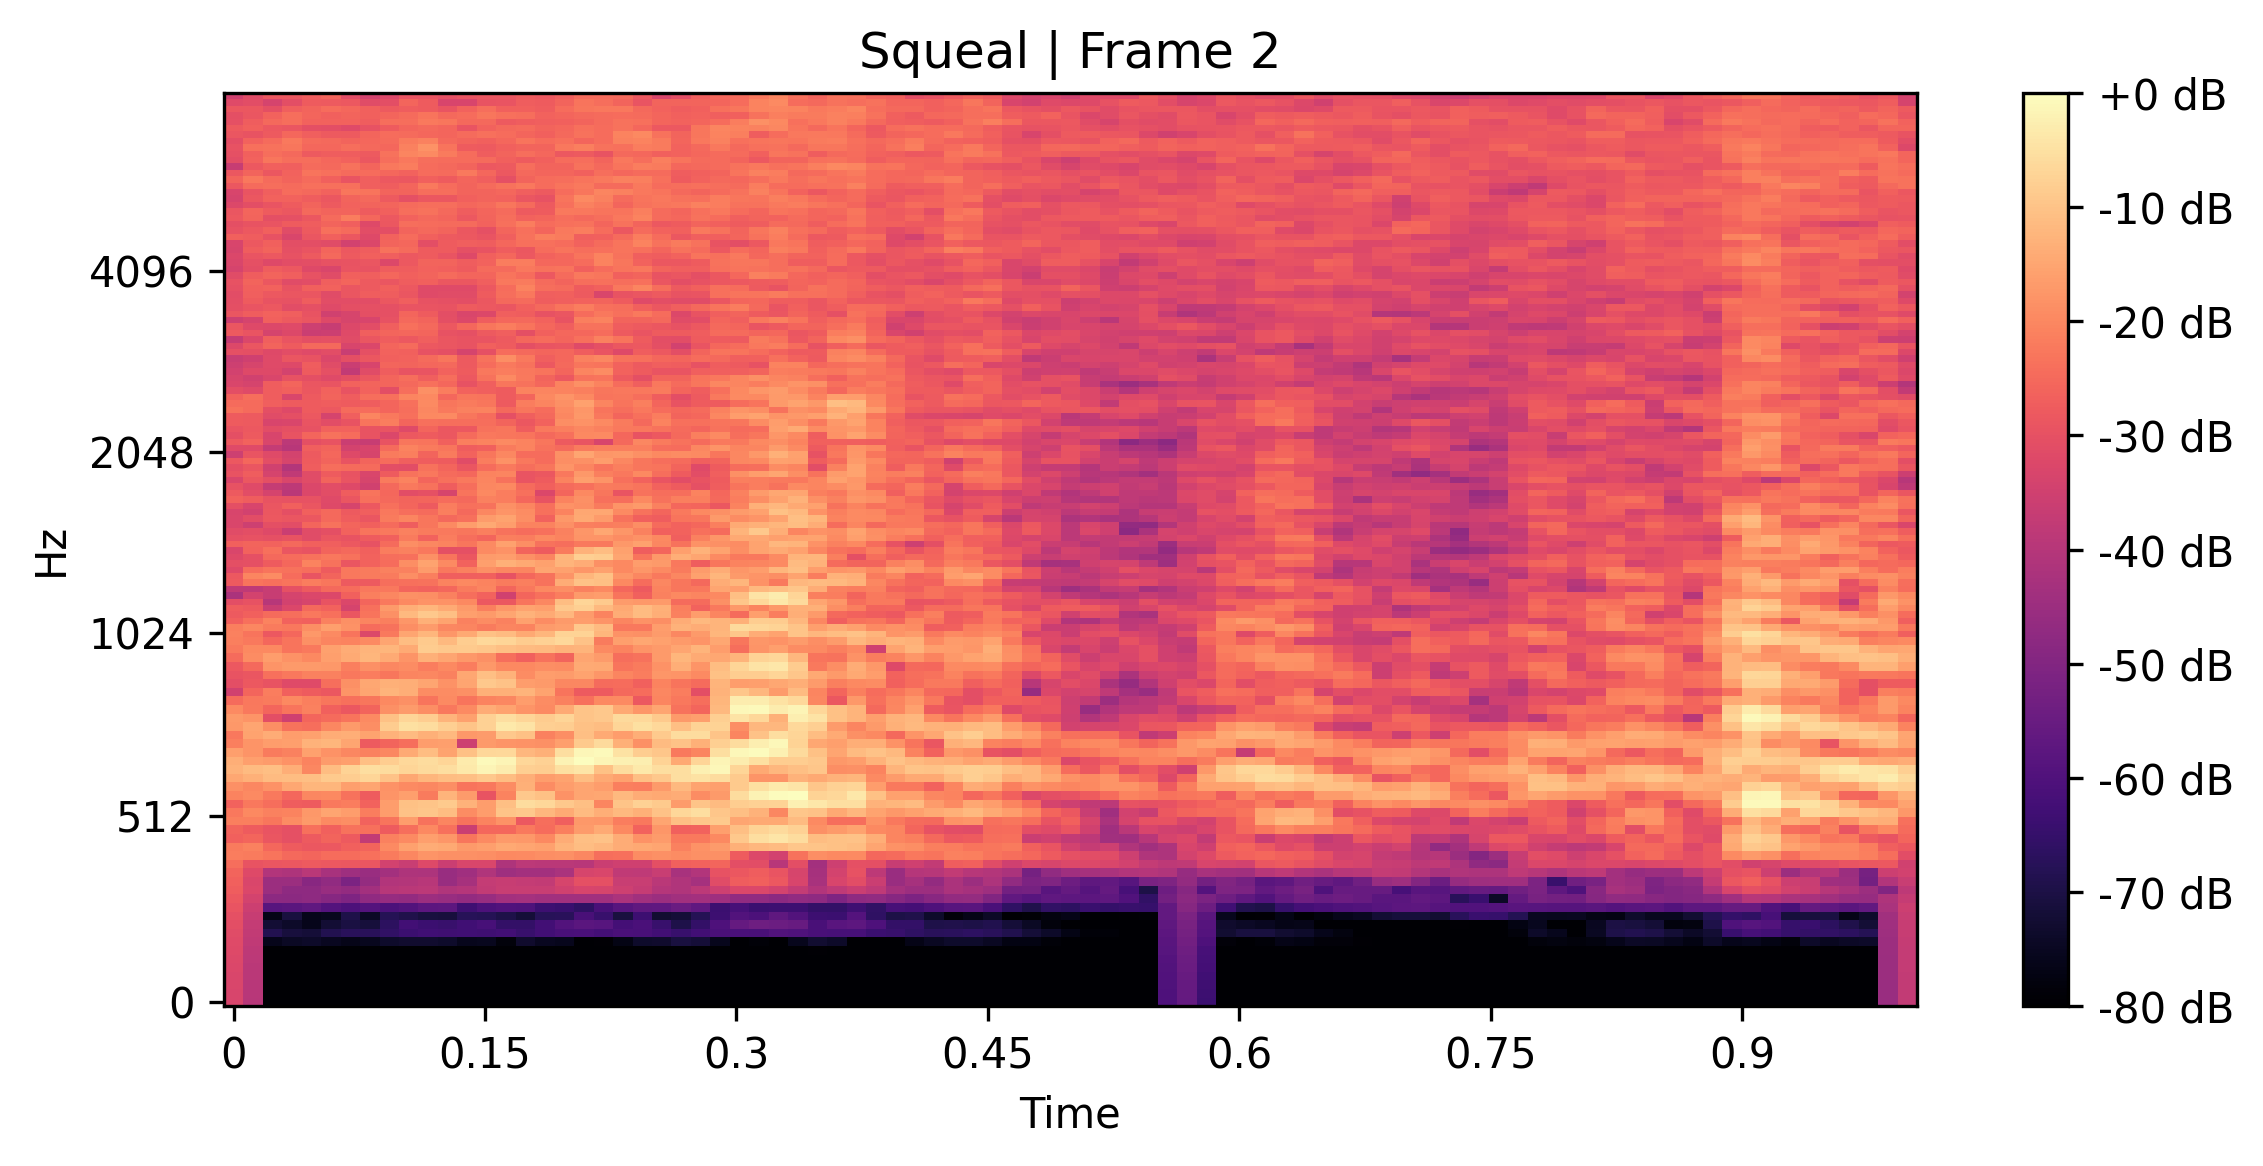 Squeal | Frame 2
+0 dB
-10 dB
-20 dB
-30 dB
-40 dB
-50 dB
-60 dB
-70 dB
-80 dB
Hz
4096
2048
1024
512
0
0 0.15 0.3 0.45 0.6 0.75 0.9
Time